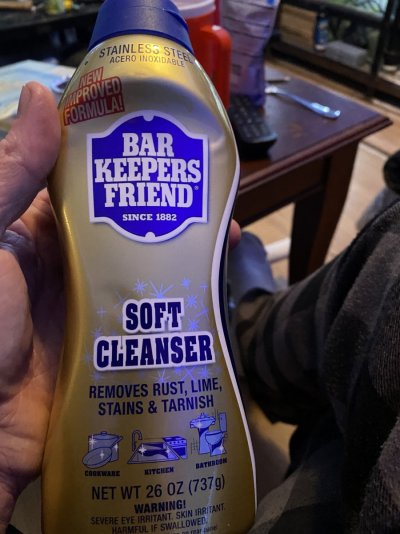 STAINLESS STEEL
ACERO INOXIDABLE
NEW
IMPROVED
FORMULA!
BAR
KEEPERS
FRIEND®
SINCE 1882
SOFT
CLEANSER
REMOVES RUST, LIME,
STAINS & TARNISH
COOKWARE KITCHEN BATHROOM
NET WT 26 OZ (737g)
WARNING!
SEVERE EYE IRRITANT. SKIN IRRITANT.
HARMFUL IF SWALLOWED.